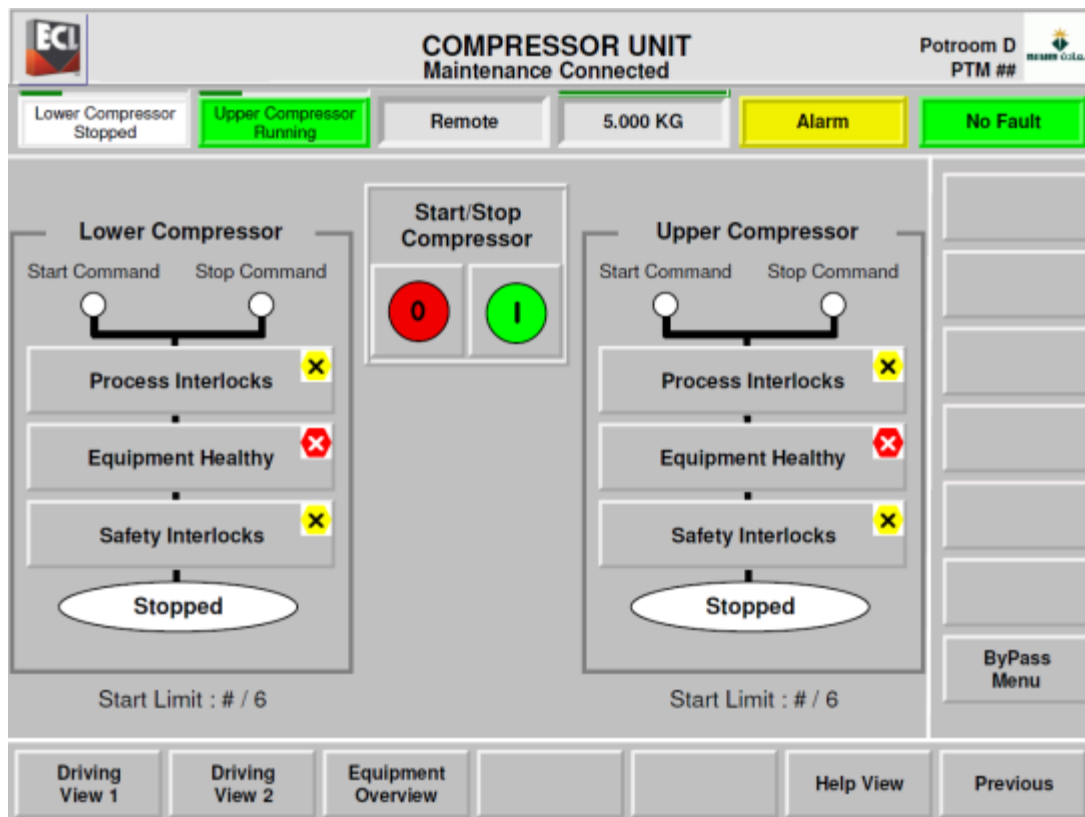 ECL
COMPRESSOR UNIT
Maintenance Connected
Potroom D
PTM ##
Lower Compressor
Stopped
Upper Compressor
Running
Remote
5.000 KG
Alarm
No Fault
Lower Compressor
Start Command Stop Command
Process Interlocks
Equipment Healthy
Safety Interlocks
Stopped
Start Limit : # / 6
Start/Stop
Compressor
0 I
Upper Compressor
Start Command Stop Command
Process Interlocks
Equipment Healthy
Safety Interlocks
Stopped
Start Limit : # / 6
ByPass
Menu
Driving
View 1
Driving
View 2
Equipment
Overview
Help View
Previous